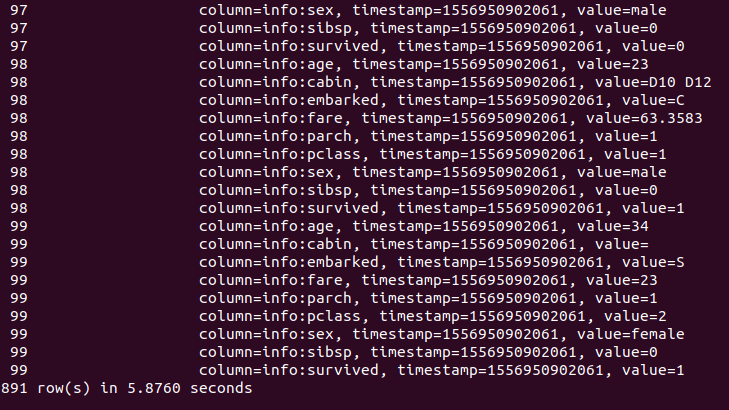 97 column=info:sex, timestamp=1556950902061, value=male
97 column=info:sibsp, timestamp=1556950902061, value=0
97 column=info:survived, timestamp=1556950902061, value=0
98 column=info:age, timestamp=1556950902061, value=23
98 column=info:cabin, timestamp=1556950902061, value=D10 D12
98 column=info:embarked, timestamp=1556950902061, value=C
98 column=info:fare, timestamp=1556950902061, value=63.3583
98 column=info:parch, timestamp=1556950902061, value=1
98 column=info:pclass, timestamp=1556950902061, value=1
98 column=info:sex, timestamp=1556950902061, value=male
98 column=info:sibsp, timestamp=1556950902061, value=0
98 column=info:survived, timestamp=1556950902061, value=1
99 column=info:age, timestamp=1556950902061, value=34
99 column=info:cabin, timestamp=1556950902061, value=
99 column=info:embarked, timestamp=1556950902061, value=S
99 column=info:fare, timestamp=1556950902061, value=23
99 column=info:parch, timestamp=1556950902061, value=1
99 column=info:pclass, timestamp=1556950902061, value=2
99 column=info:sex, timestamp=1556950902061, value=female
99 column=info:sibsp, timestamp=1556950902061, value=0
99 column=info:survived, timestamp=1556950902061, value=1
891 row(s) in 5.8760 seconds